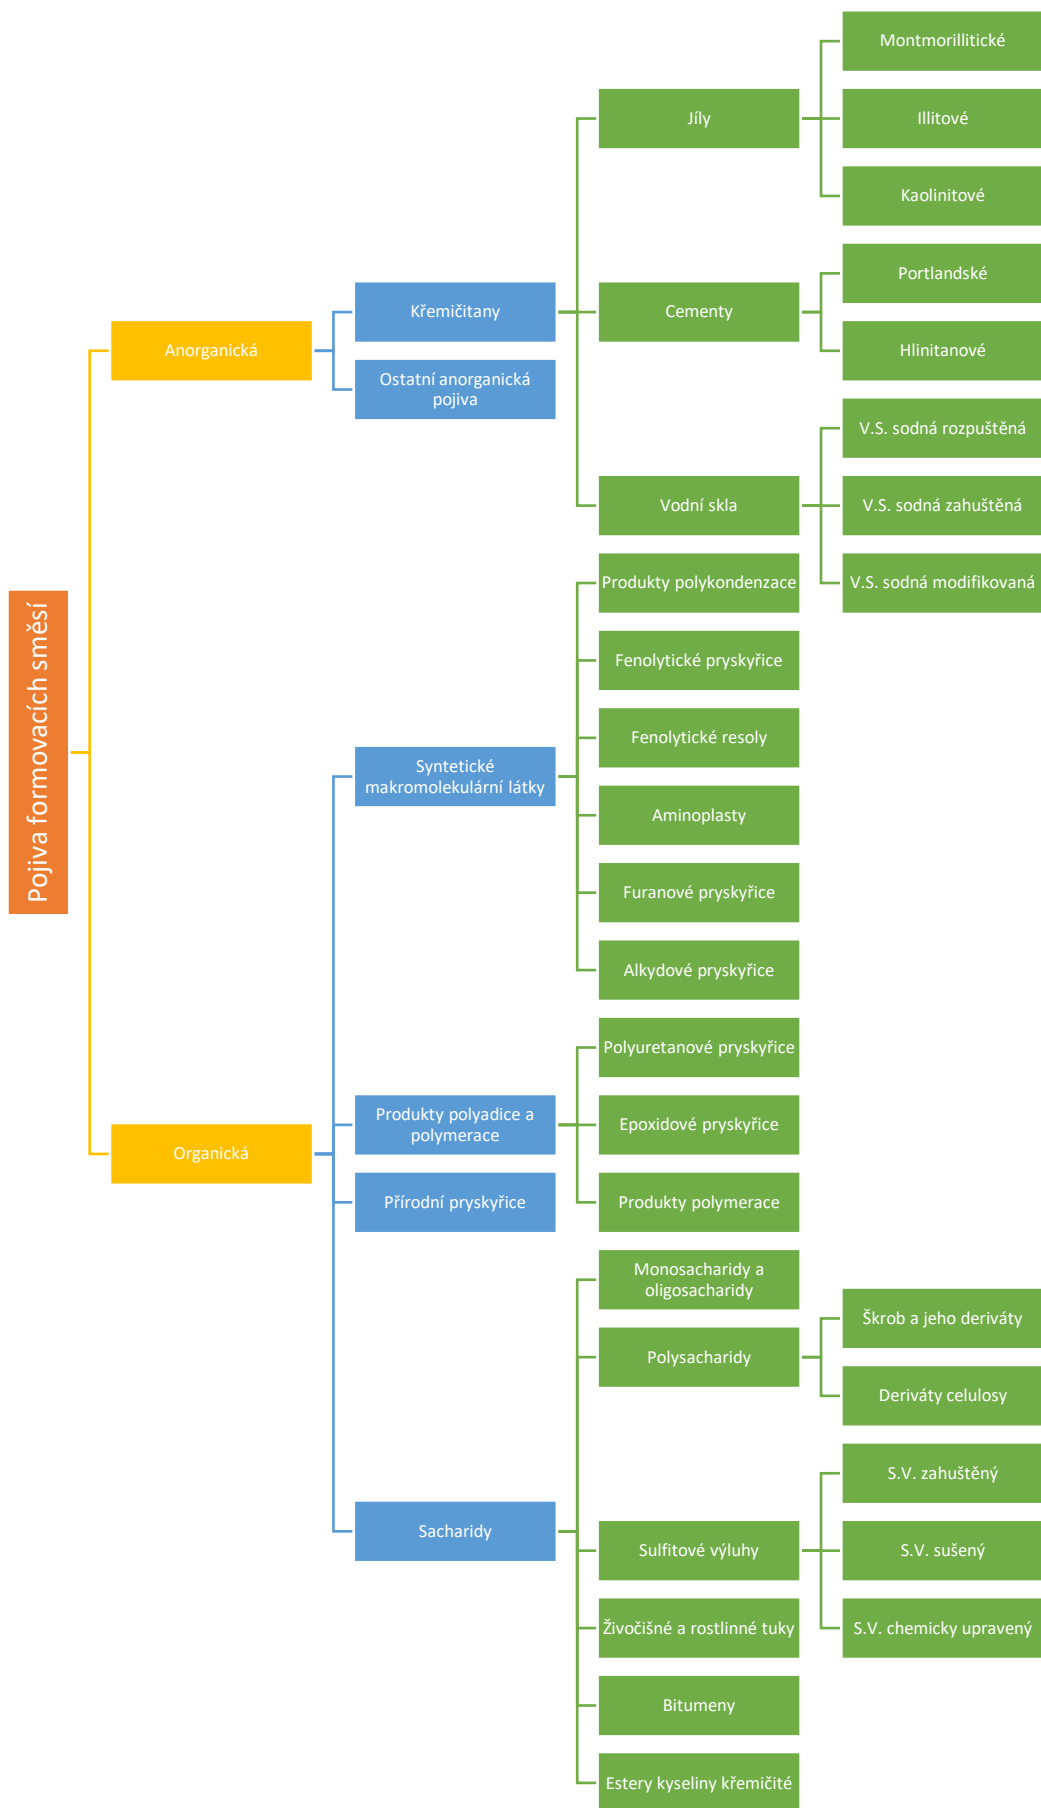 Pojiva formovacích směsí
Anorganická
Křemičitany
Jíly
Montmorillitické
Illitové
Kaolinitové
Cementy
Portlandské
Hlinitanové
Vodní skla
V.S. sodná rozpuštěná
V.S. sodná zahuštěná
V.S. sodná modifikovaná
Ostatní anorganická
pojiva
Organická
Syntetické
makromolekulární látky
Produkty polykondenzace
Fenolytické pryskyřice
Fenolytické resoly
Aminoplasty
Furanové pryskyřice
Alkydové pryskyřice
Produkty polyadice a
polymerace
Polyuretanové pryskyřice
Epoxidové pryskyřice
Produkty polymerace
Přírodní pryskyřice
Sacharidy
Monosacharidy a
oligosacharidy
Polysacharidy
Škrob a jeho deriváty
Deriváty celulosy
Sulfitové výluhy
S.V. zahuštěný
S.V. sušený
S.V. chemicky upravený
Živočišné a rostlinné tuky
Bitumeny
Estery kyseliny křemičité